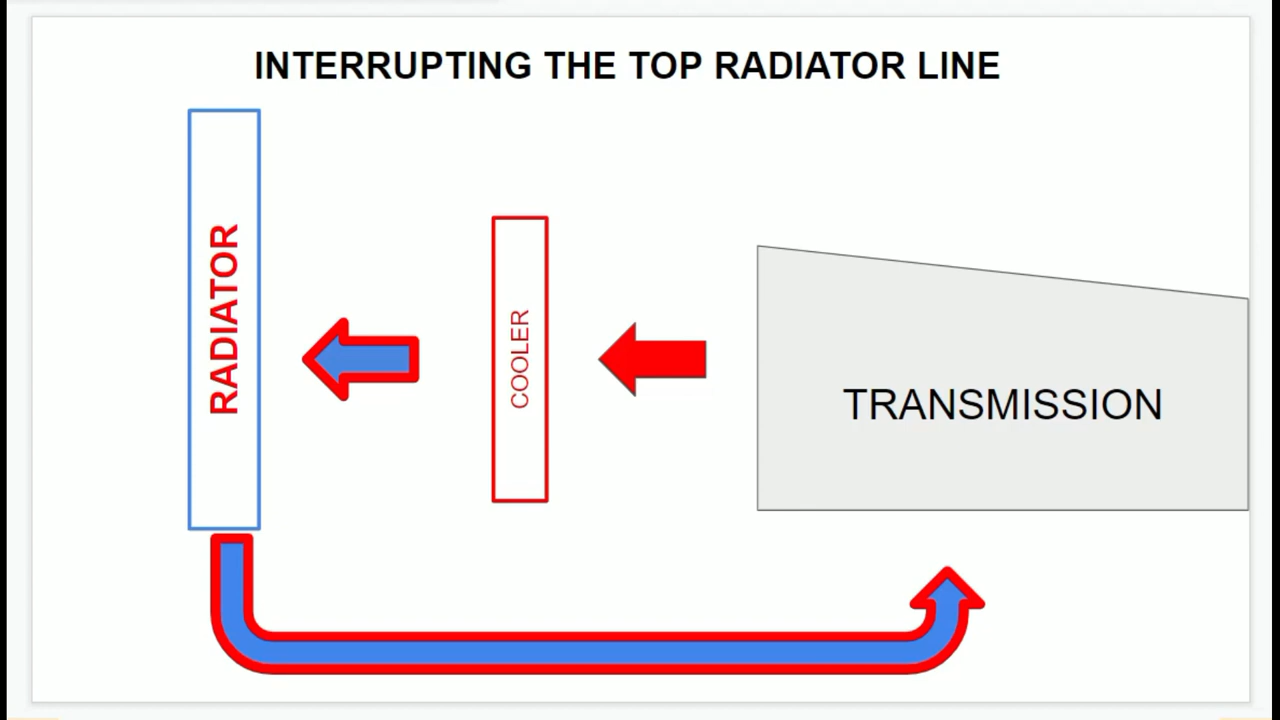 INTERRUPTING THE TOP RADIATOR LINE
RADIATOR
COOLER
TRANSMISSION